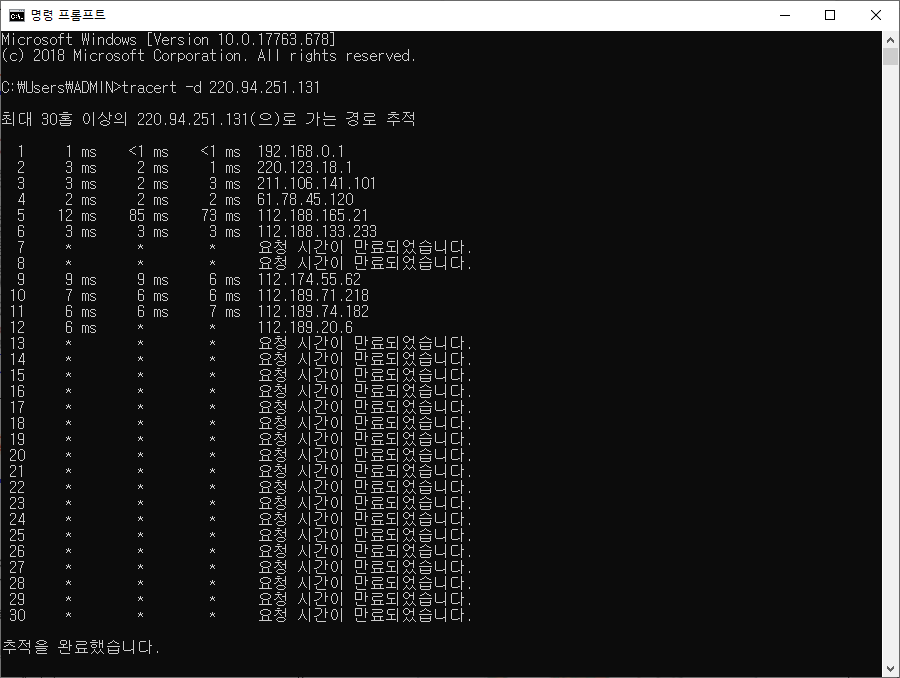 명령 프롬프트
Microsoft Windows [Version 10.0.17763.678]
(c) 2018 Microsoft Corporation. All rights reserved.
C:₩Users₩ADMIN>tracert -d 220.94.251.131
최대 30홉 이상의 220.94.251.131(으)로 가는 경로 추적
1 1 ms <1 ms <1 ms 192.168.0.1
2 3 ms 2 ms 1 ms 220.123.18.1
3 3 ms 2 ms 3 ms 211.106.141.101
4 2 ms 2 ms 2 ms 61.78.45.120
5 12 ms 85 ms 73 ms 112.188.165.21
6 3 ms 3 ms 3 ms 112.188.133.233
7 * * * 요청 시간이 만료되었습니다.
8 * * * 요청 시간이 만료되었습니다.
9 9 ms 9 ms 6 ms 112.174.55.62
10 7 ms 6 ms 6 ms 112.189.71.218
11 6 ms 6 ms 7 ms 112.189.74.182
12 6 ms * * 112.189.20.6
13 * * * 요청 시간이 만료되었습니다.
14 * * * 요청 시간이 만료되었습니다.
15 * * * 요청 시간이 만료되었습니다.
16 * * * 요청 시간이 만료되었습니다.
17 * * * 요청 시간이 만료되었습니다.
18 * * * 요청 시간이 만료되었습니다.
19 * * * 요청 시간이 만료되었습니다.
20 * * * 요청 시간이 만료되었습니다.
21 * * * 요청 시간이 만료되었습니다.
22 * * * 요청 시간이 만료되었습니다.
23 * * * 요청 시간이 만료되었습니다.
24 * * * 요청 시간이 만료되었습니다.
25 * * * 요청 시간이 만료되었습니다.
26 * * * 요청 시간이 만료되었습니다.
27 * * * 요청 시간이 만료되었습니다.
28 * * * 요청 시간이 만료되었습니다.
29 * * * 요청 시간이 만료되었습니다.
30 * * * 요청 시간이 만료되었습니다.
추적을 완료했습니다.